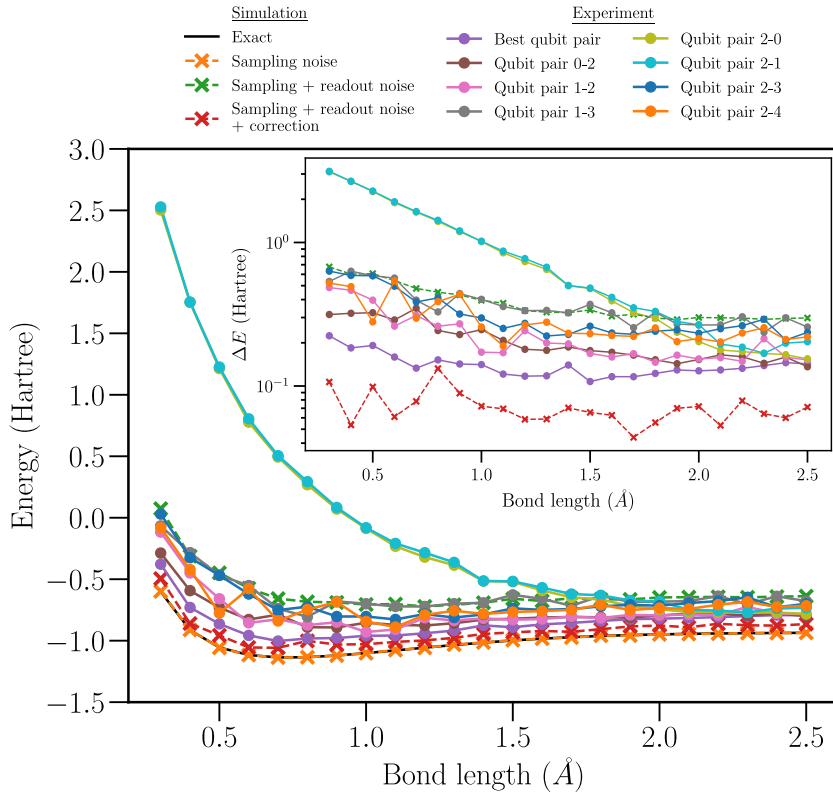 Simulation
Exact
Sampling noise
Sampling + readout noise
Sampling + readout noise
+ correction
Experiment
Best qubit pair
Qubit pair 0-2
Qubit pair 1-2
Qubit pair 1-3
Qubit pair 2-0
Qubit pair 2-1
Qubit pair 2-3
Qubit pair 2-4
Energy (Hartree)
3.0
2.5
2.0
1.5
1.0
0.5
0.0
−0.5
−1.0
−1.5
0.5
1.0
1.5
2.0
2.5
Bond length (Å)
ΔE (Hartree)
10⁰
10⁻¹
0.5
1.0
1.5
2.0
2.5
Bond length (Å)